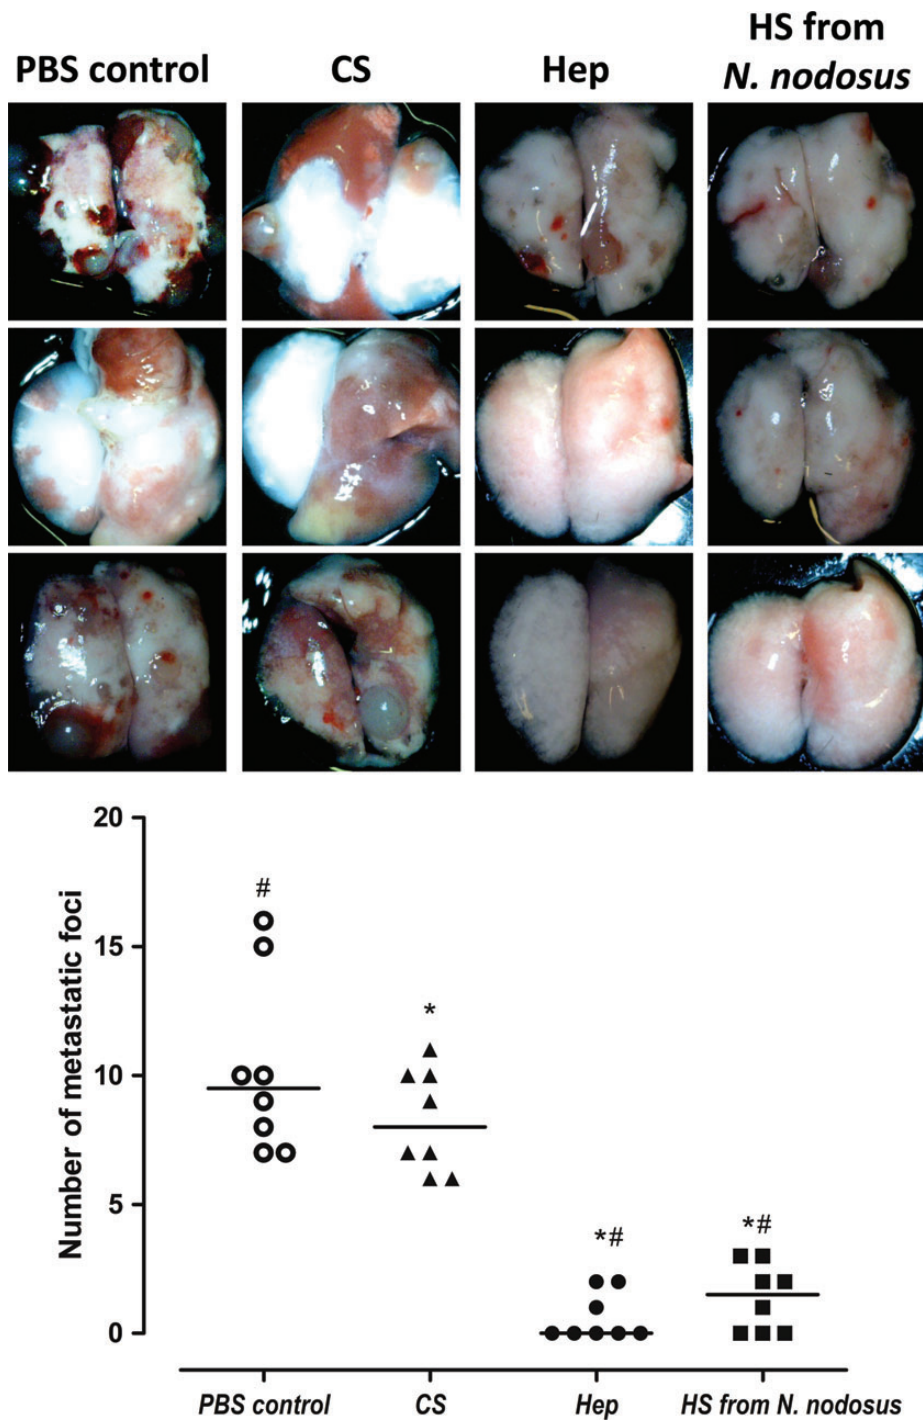 PBS control
CS
Hep
HS from
N. nodosus
20
15
10
5
0
Number of metastatic foci
#
*
*#
*#
PBS control
CS
Hep
HS from N. nodosus